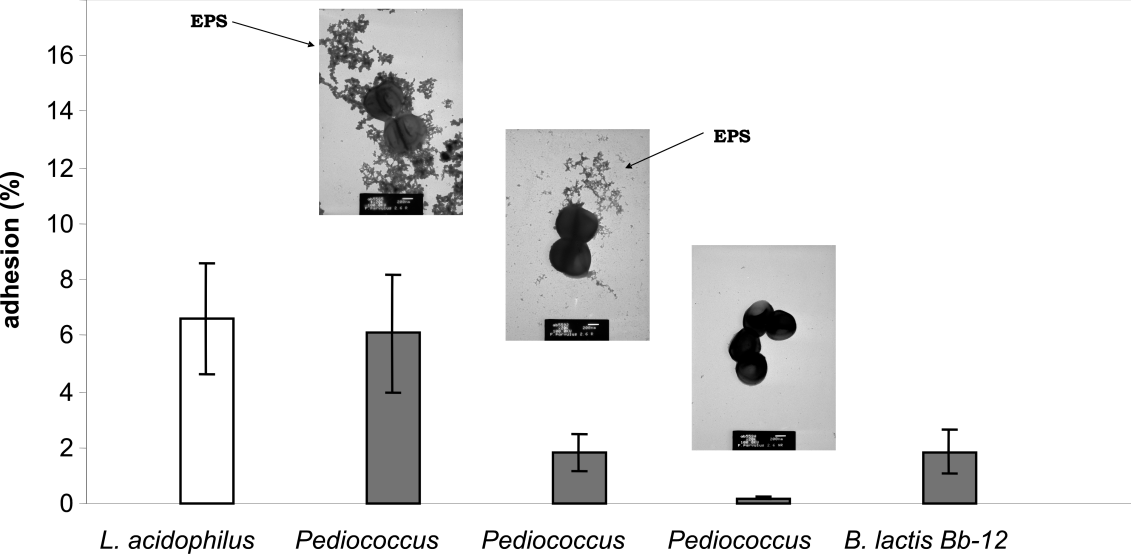 EPS
EPS
16
14
12
10
8
6
4
2
0
adhesion (%)
L. acidophilus
Pediococcus
Pediococcus
Pediococcus
B. lactis Bb-12